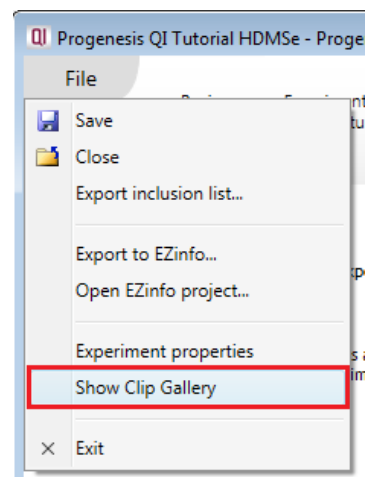 QI Progenesis QI Tutorial HDMSe - Proge
File
Save
Close
Export inclusion list...
Export to EZinfo...
Open EZinfo project...
Experiment properties
Show Clip Gallery
Exit